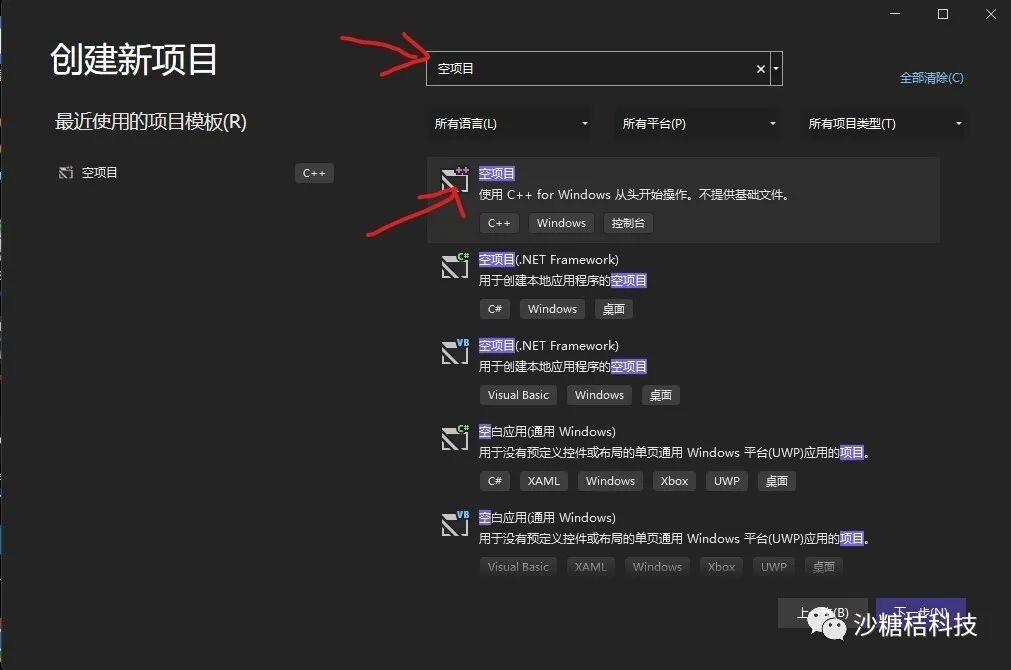 创建新项目
空项目
全部清除(C)
最近使用的项目模板(R)
所有语言(L)
所有平台(P)
所有项目类型(T)
空项目
C++
空项目
使用 C++ for Windows 从头开始操作。不提供基础文件。
C++ Windows 控制台
空项目(.NET Framework)
用于创建本地应用程序的空项目
C# Windows 桌面
空项目(.NET Framework)
用于创建本地应用程序的空项目
Visual Basic Windows 桌面
空白应用(通用 Windows)
用于没有预定义控件或布局的单页通用 Windows 平台(UWP)应用的项目。
C# XAML Windows Xbox UWP 桌面
空白应用(通用 Windows)
用于没有预定义控件或布局的单页通用 Windows 平台(UWP)应用的项目。
Visual Basic XAML Windows Xbox UWP 桌面
下一步(N)
沙糖桔科技